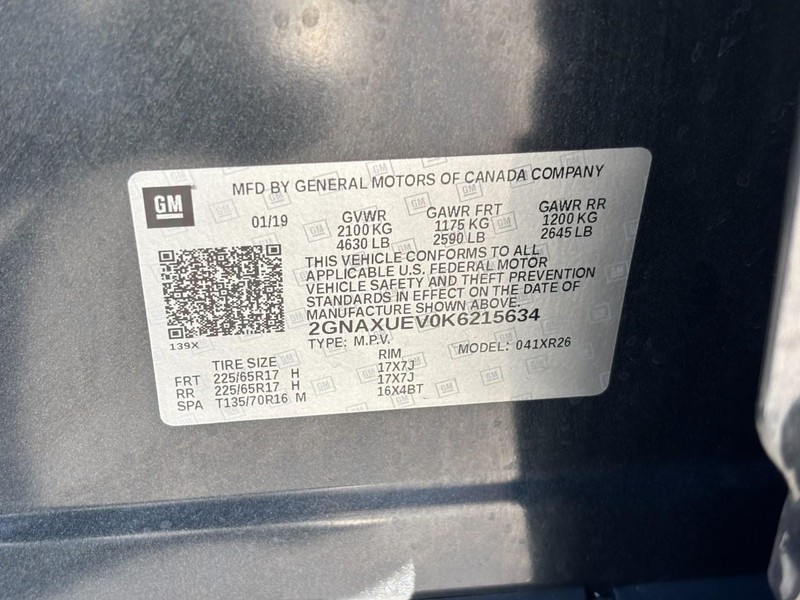 GM
MFD BY GENERAL MOTORS OF CANADA COMPANY
01/19 GVWR GAWR FRT GAWR RR
2100 KG 1175 KG 1200 KG
4630 LB 2590 LB 2645 LB
THIS VEHICLE CONFORMS TO ALL
APPLICABLE U.S. FEDERAL MOTOR
VEHICLE SAFETY AND THEFT PREVENTION
STANDARDS IN EFFECT ON THE DATE OF
MANUFACTURE SHOWN ABOVE.
2GNAXUEV0K6215634
139X
TYPE: M.P.V. MODEL: 041XR26
TIRE SIZE RIM
FRT 225/65R17 H 17X7J
RR 225/65R17 H 17X7J
SPA T135/70R16 M 16X4BT